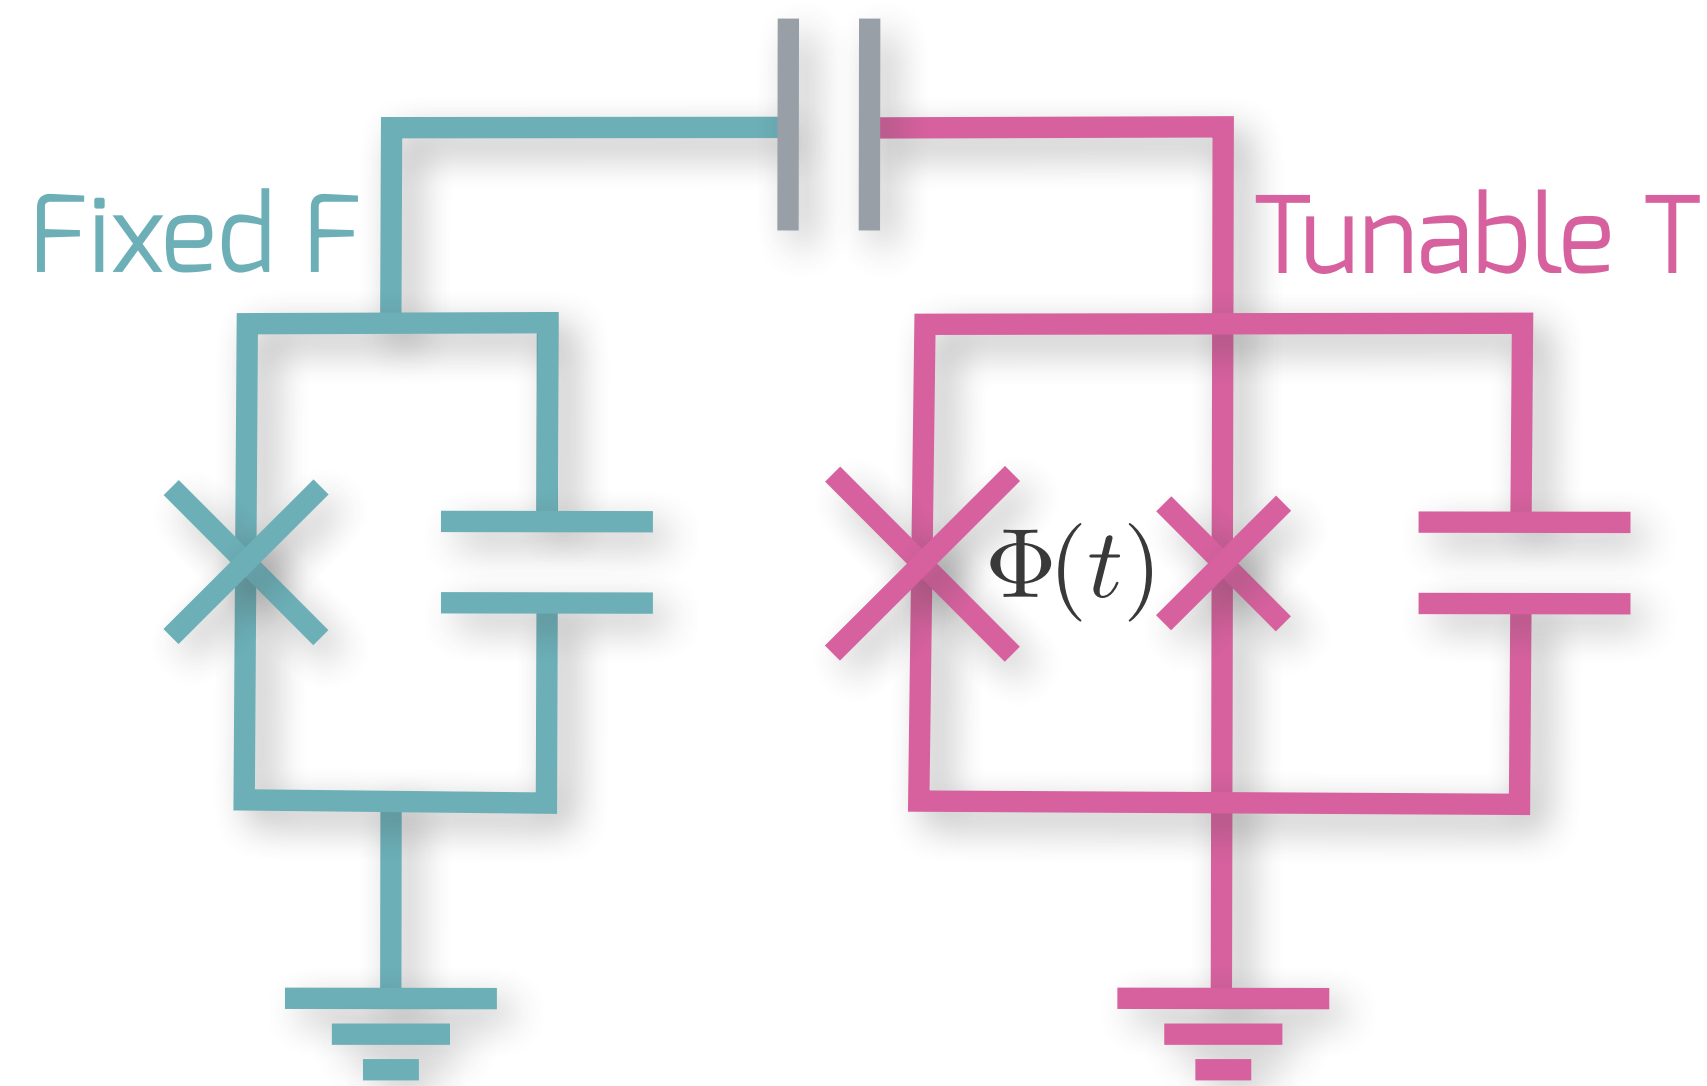 Fixed F
Tunable T
Φ(t)